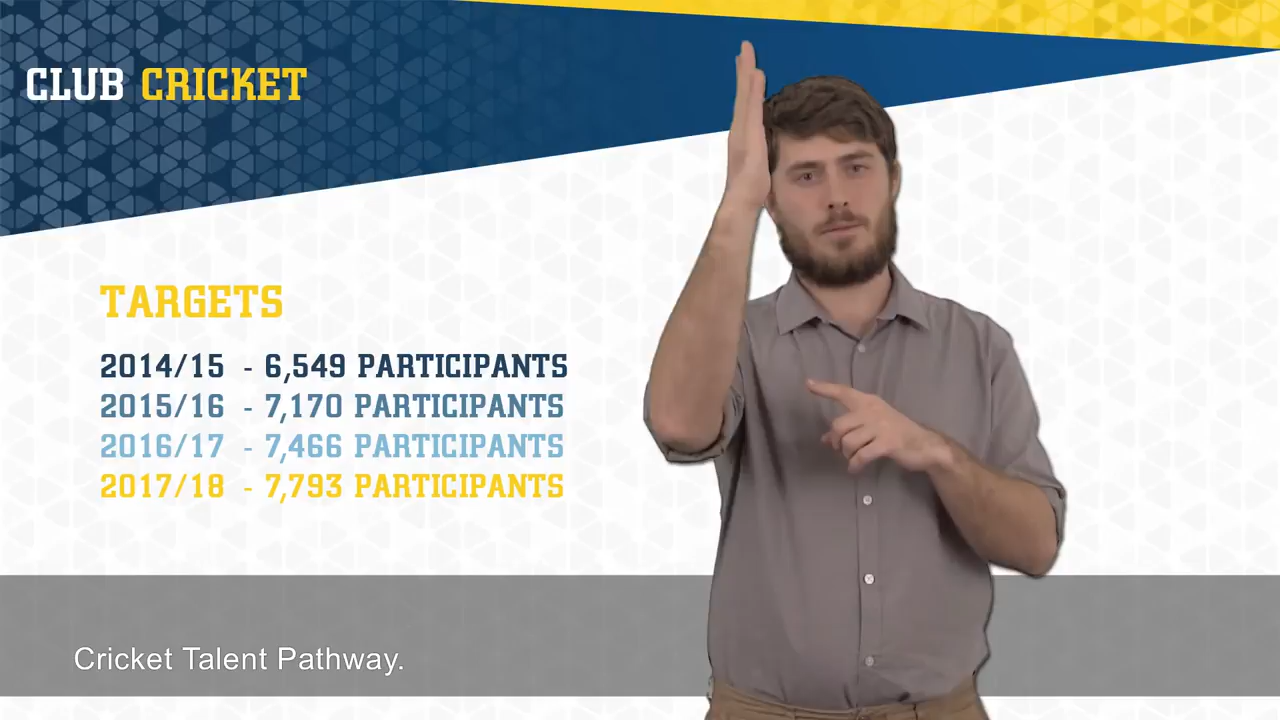 CLUB CRICKET
TARGETS
2014/15 - 6,549 PARTICIPANTS
2015/16 - 7,170 PARTICIPANTS
2016/17 - 7,466 PARTICIPANTS
2017/18 - 7,793 PARTICIPANTS
Cricket Talent Pathway.